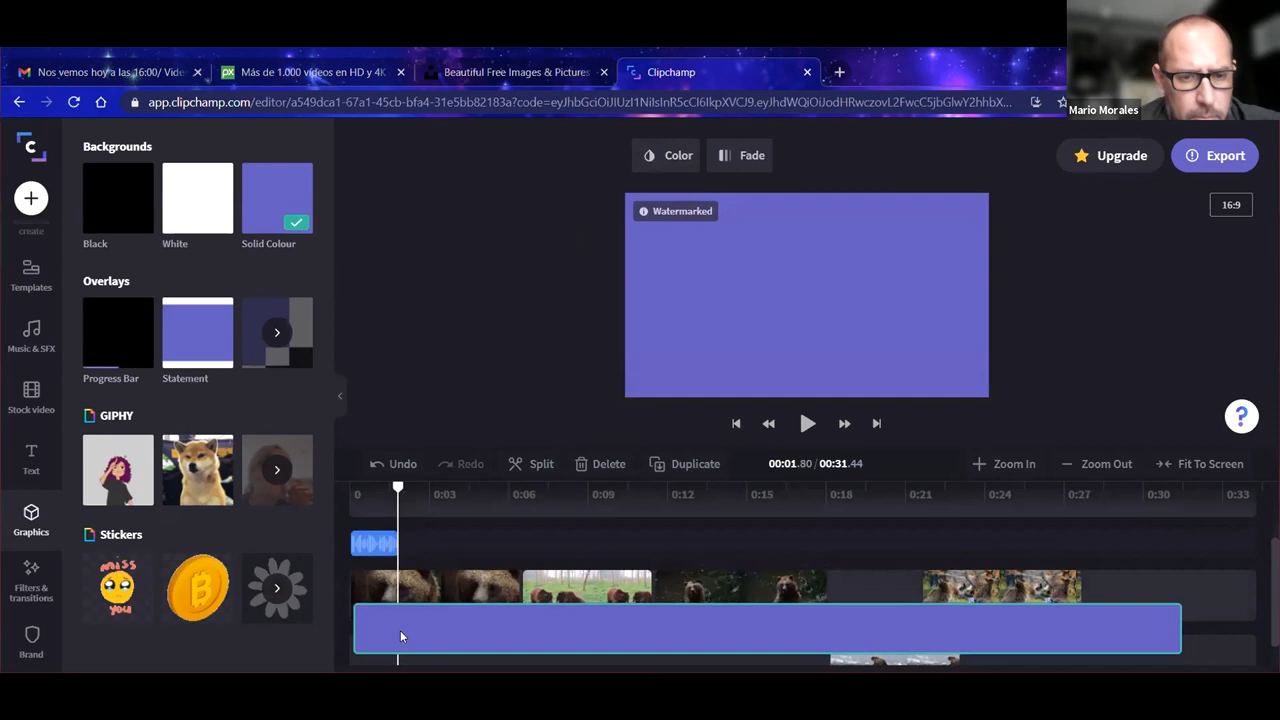 Nos vemos hoy a las 16:00/ Vide
Más de 1.000 vídeos en HD y 4K
Beautiful Free Images & Pictures
Clipchamp
app.clipchamp.com/editor/a549dca1-67a1-45cb-bfa4-31e5bb82183a?code=eyJhbGciOiJIUzI1NiIsInR5cCI6IkpXVCJ9.eyJhdWQiOiJodHRwczovL2FwcC5jbGlwY2hhbX...
Mario Morales
C
create
Templates
Music & SFX
Stock video
Text
Graphics
Filters &
transitions
Brand
Backgrounds
Black
White
Solid Colour
Overlays
Progress Bar
Statement
GIPHY
Stickers
miss
you
Color
Fade
Upgrade
Export
Watermarked
16:9
?
Undo
Redo
Split
Delete
Duplicate
00:01.80 / 00:31.44
Zoom In
Zoom Out
Fit To Screen
0
0:03
0:06
0:09
0:12
0:15
0:18
0:21
0:24
0:27
0:30
0:33